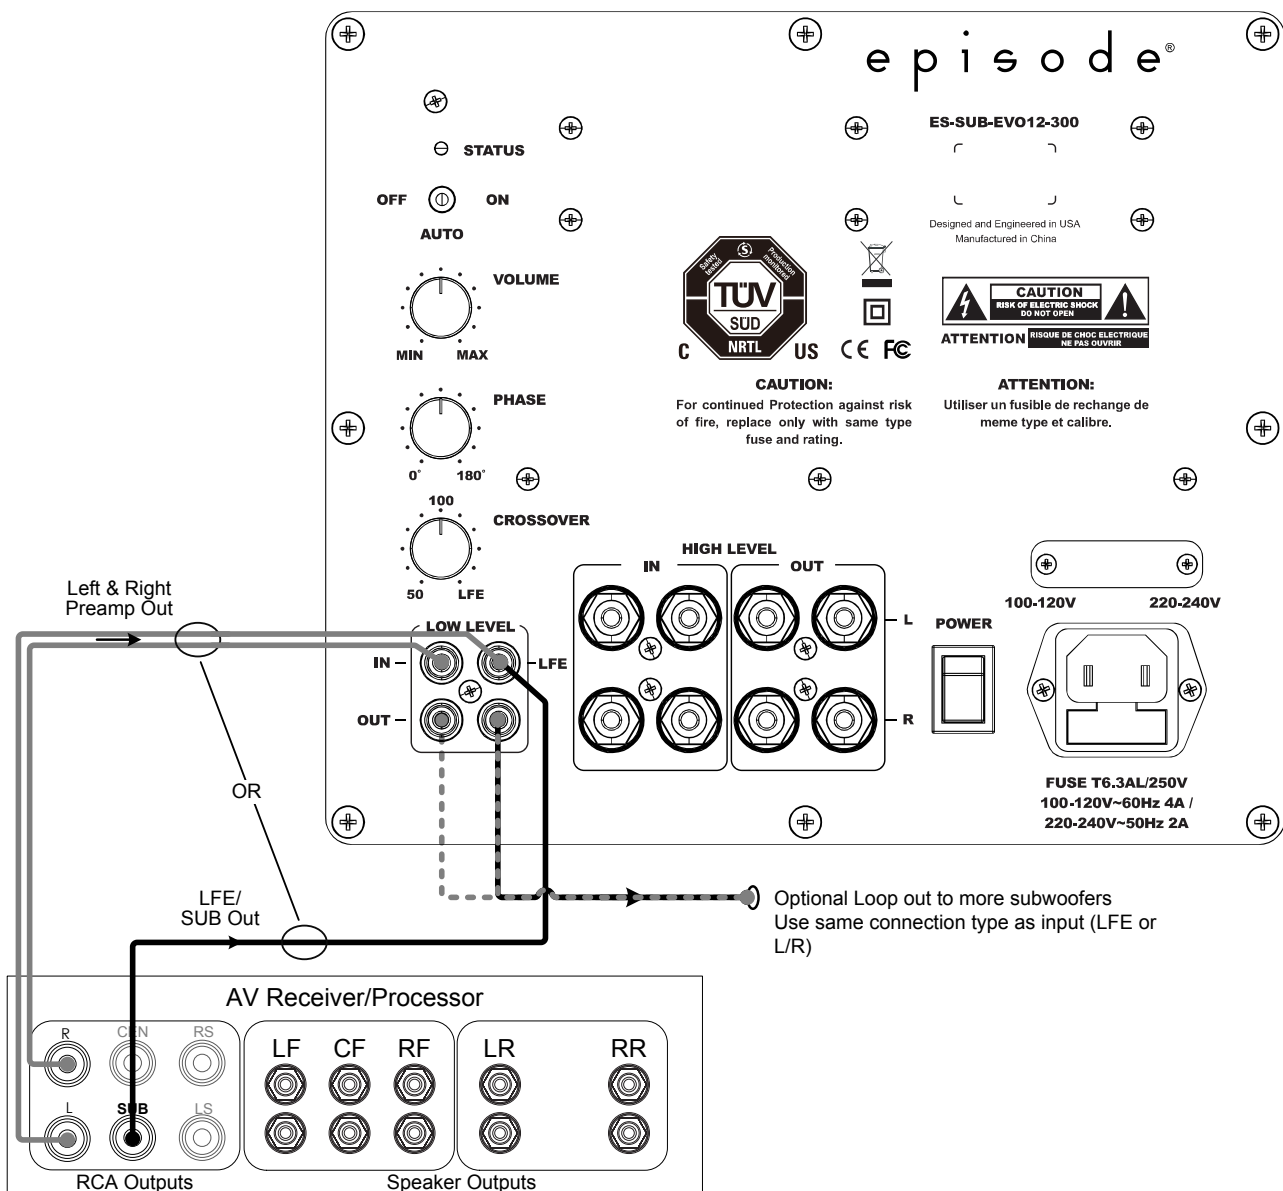 episode®
ES-SUB-EVO12-300
Designed and Engineered in USA
Manufactured in China
STATUS
OFF
ON
AUTO
VOLUME
MIN
MAX
PHASE
0°
180°
100
CROSSOVER
50
LFE
Safety tested
Production monitored
S
TÜV
SÜD
NRTL
C
US
CE FC
CAUTION
RISK OF ELECTRIC SHOCK
DO NOT OPEN
ATTENTION
RISQUE DE CHOC ELECTRIQUE
NE PAS OUVRIR
CAUTION:
For continued Protection against risk
of fire, replace only with same type
fuse and rating.
ATTENTION:
Utiliser un fusible de rechange de
meme type et calibre.
LOW LEVEL
IN
LFE
OUT
HIGH LEVEL
IN
OUT
L
R
POWER
100-120V
220-240V
FUSE T6.3AL/250V
100-120V~60Hz 4A /
220-240V~50Hz 2A
Left & Right
Preamp Out
OR
LFE/
SUB Out
Optional Loop out to more subwoofers
Use same connection type as input (LFE or
L/R)
AV Receiver/Processor
R
CEN
RS
L
SUB
LS
RCA Outputs
LF
CF
RF
LR
RR
Speaker Outputs